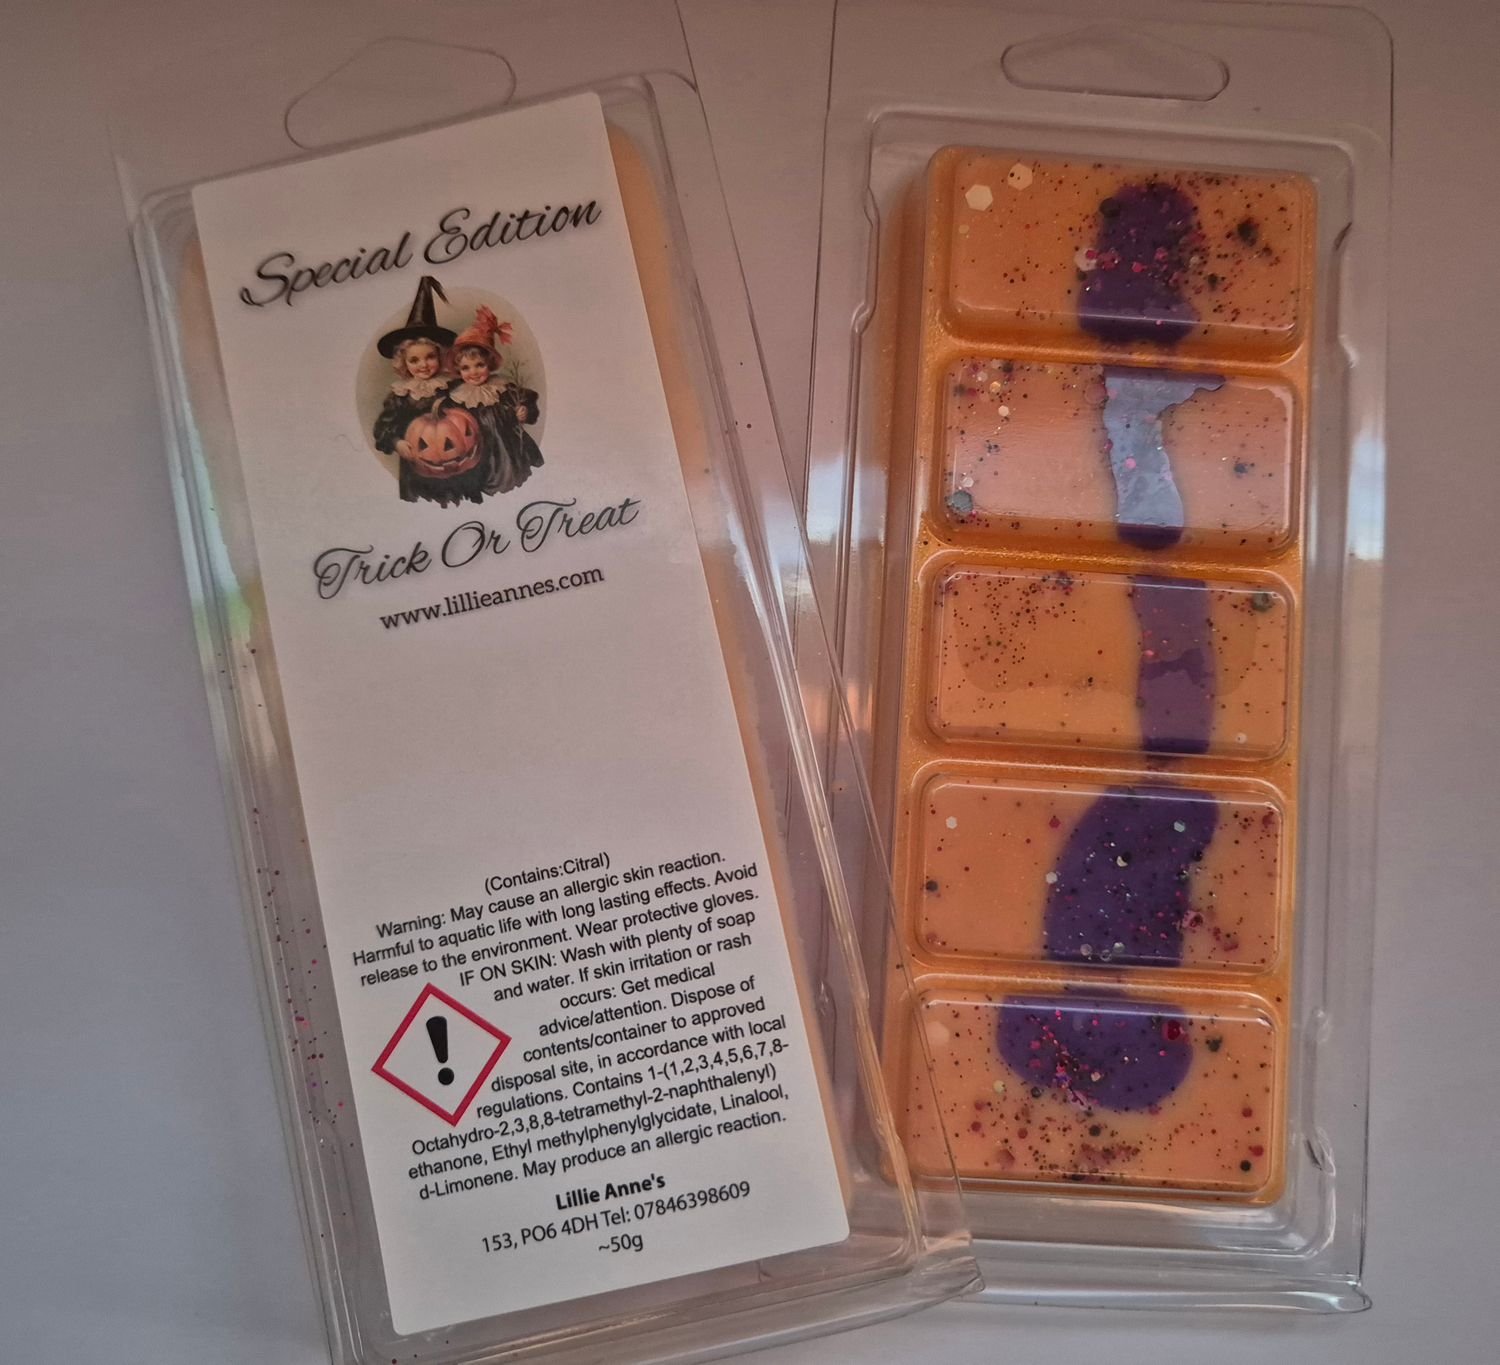 Special Edition
Trick Or Treat
www.lillieannes.com
(Contains:Citral)
Warning: May cause an allergic skin reaction.
Harmful to aquatic life with long lasting effects. Avoid
release to the environment. Wear protective gloves.
IF ON SKIN: Wash with plenty of soap
and water. If skin irritation or rash
occurs: Get medical
advice/attention. Dispose of
contents/container to approved
disposal site, in accordance with local
regulations. Contains 1-(1,2,3,4,5,6,7,8-
Octahydro-2,3,8,8-tetramethyl-2-naphthalenyl)
ethanone, Ethyl methylphenylglycidate, Linalool,
d-Limonene. May produce an allergic reaction.
Lillie Anne's
153, PO6 4DH Tel: 07846398609
~50g